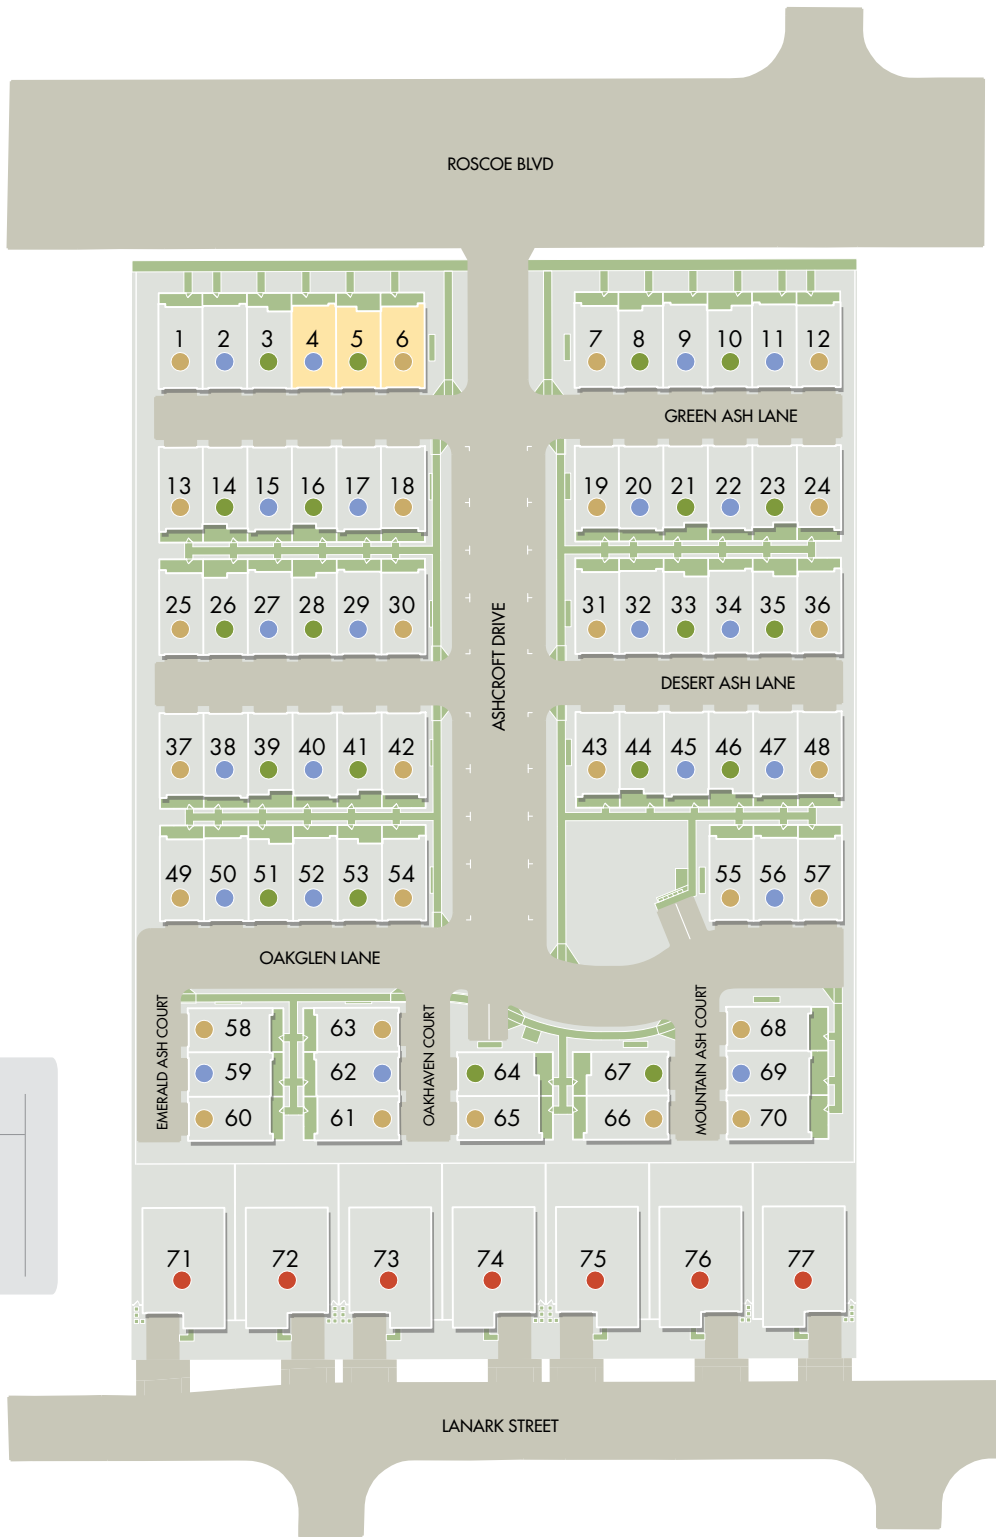 ROSCOE BLVD
1 2 3 4 5 6 7 8 9 10 11 12
GREEN ASH LANE
13 14 15 16 17 18 19 20 21 22 23 24
25 26 27 28 29 30 31 32 33 34 35 36
ASHCROFT DRIVE
DESERT ASH LANE
37 38 39 40 41 42 43 44 45 46 47 48
49 50 51 52 53 54 55 56 57
OAKGLEN LANE
EMERALD ASH COURT
OAKHAVEN COURT
MOUNTAIN ASH COURT
58 63 68
59 62 64 67 69
60 61 65 66 70
71 72 73 74 75 76 77
LANARK STREET